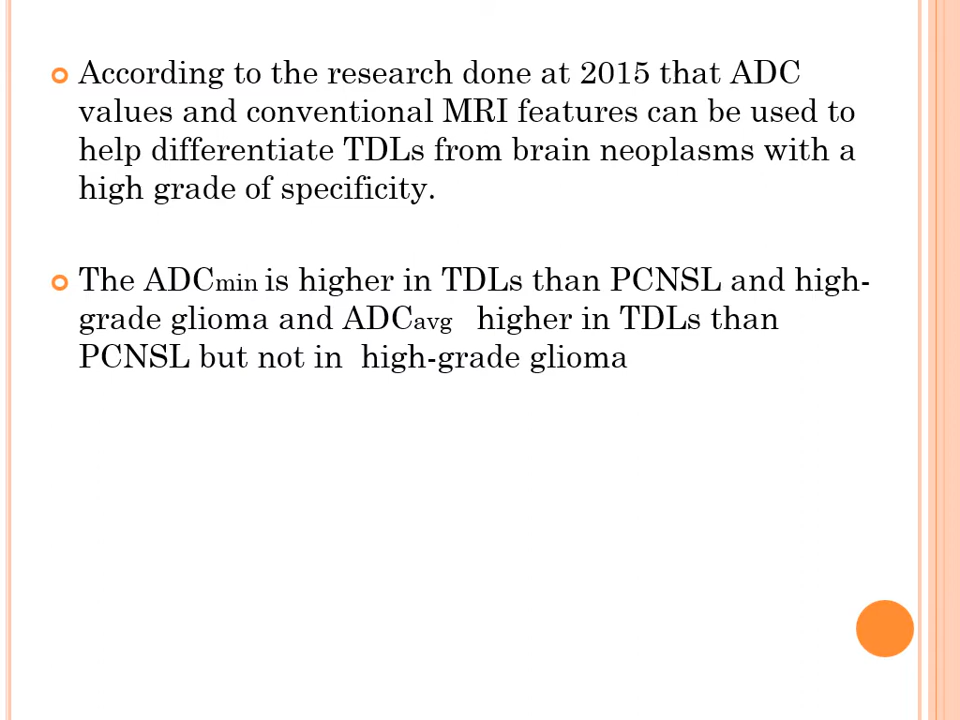 According to the research done at 2015 that ADC
values and conventional MRI features can be used to
help differentiate TDLs from brain neoplasms with a
high grade of specificity.
The ADCmin is higher in TDLs than PCNSL and high-
grade glioma and ADCavg higher in TDLs than
PCNSL but not in high-grade glioma